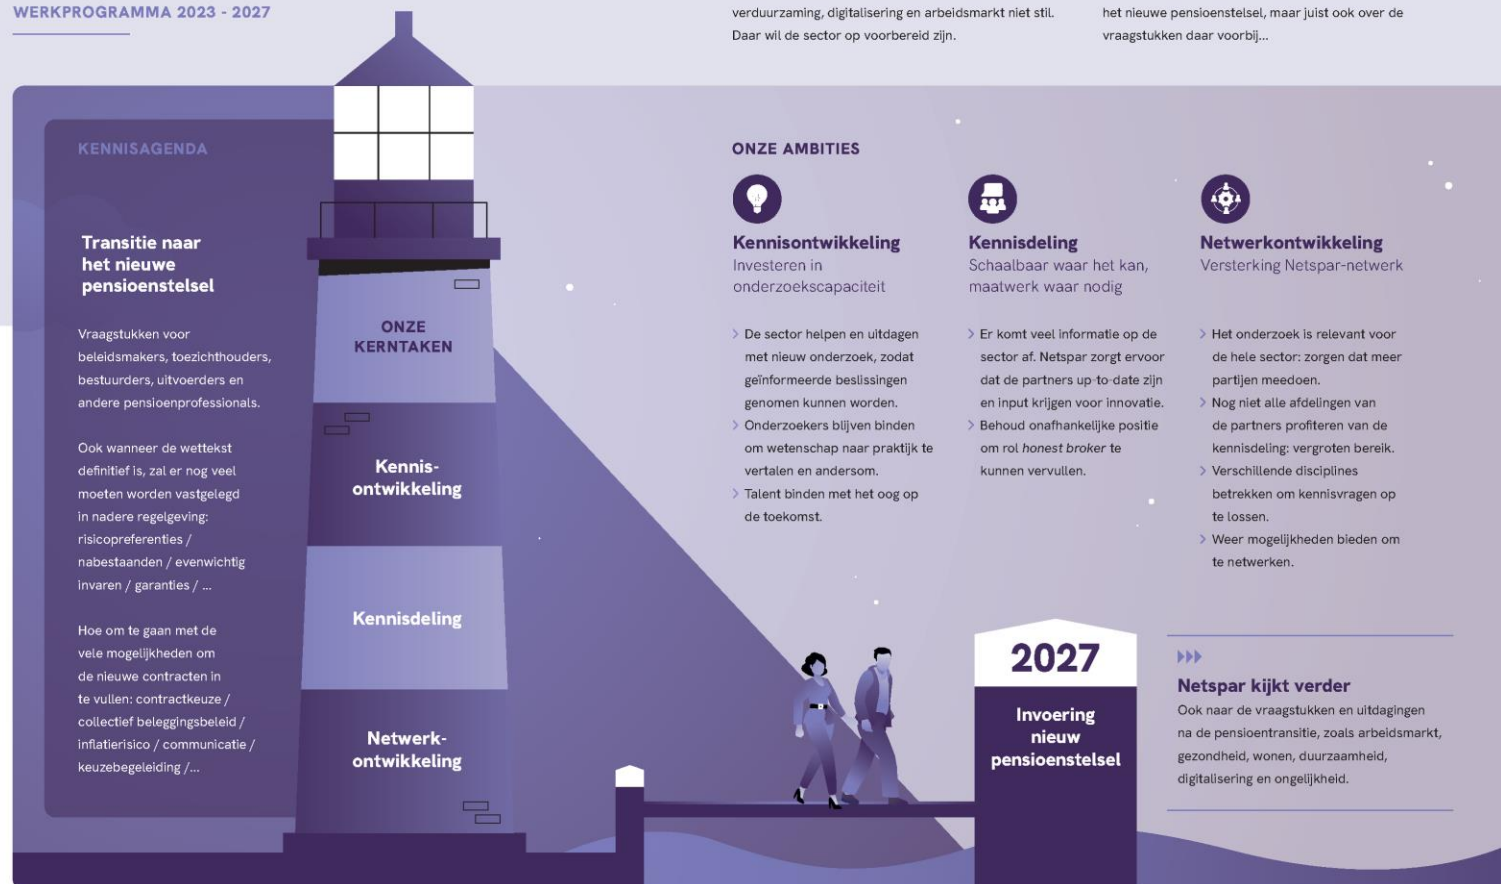 WERKPROGRAMMA 2023 - 2027
verduurzaming, digitalisering en arbeidsmarkt niet stil.
Daar wil de sector op voorbereid zijn.
het nieuwe pensioenstelsel, maar juist ook over de
vraagstukken daar voorbij...
KENNISAGENDA
Transitie naar
het nieuwe
pensioenstelsel
Vraagstukken voor
beleidsmakers, toezichthouders,
bestuurders, uitvoerders en
andere pensioenprofessionals.
Ook wanneer de wettekst
definitief is, zal er nog veel
moeten worden vastgelegd
in nadere regelgeving:
risicopreferenties /
nabestaanden / evenwichtig
invaren / garanties / ...
Hoe om te gaan met de
vele mogelijkheden om
de nieuwe contracten in
te vullen: contractkeuze /
collectief beleggingsbeleid /
inflatierisico / communicatie /
keuzebegeleiding /...
ONZE
KERNTAKEN
Kennis-
ontwikkeling
Kennisdeling
Netwerk-
ontwikkeling
ONZE AMBITIES
Kennisontwikkeling
Investeren in
onderzoekscapaciteit
> De sector helpen en uitdagen
met nieuw onderzoek, zodat
geïnformeerde beslissingen
genomen kunnen worden.
> Onderzoekers blijven binden
om wetenschap naar praktijk te
vertalen en andersom.
> Talent binden met het oog op
de toekomst.
Kennisdeling
Schaalbaar waar het kan,
maatwerk waar nodig
> Er komt veel informatie op de
sector af. Netspar zorgt ervoor
dat de partners up-to-date zijn
en input krijgen voor innovatie.
> Behoud onafhankelijke positie
om rol honest broker te
kunnen vervullen.
Netwerkontwikkeling
Versterking Netspar-netwerk
> Het onderzoek is relevant voor
de hele sector: zorgen dat meer
partijen meedoen.
> Nog niet alle afdelingen van
de partners profiteren van de
kennisdeling: vergroten bereik.
> Verschillende disciplines
betrekken om kennisvragen op
te lossen.
> Weer mogelijkheden bieden om
te netwerken.
2027
Invoering
nieuw
pensioenstelsel
Netspar kijkt verder
Ook naar de vraagstukken en uitdagingen
na de pensioentransitie, zoals arbeidsmarkt,
gezondheid, wonen, duurzaamheid,
digitalisering en ongelijkheid.